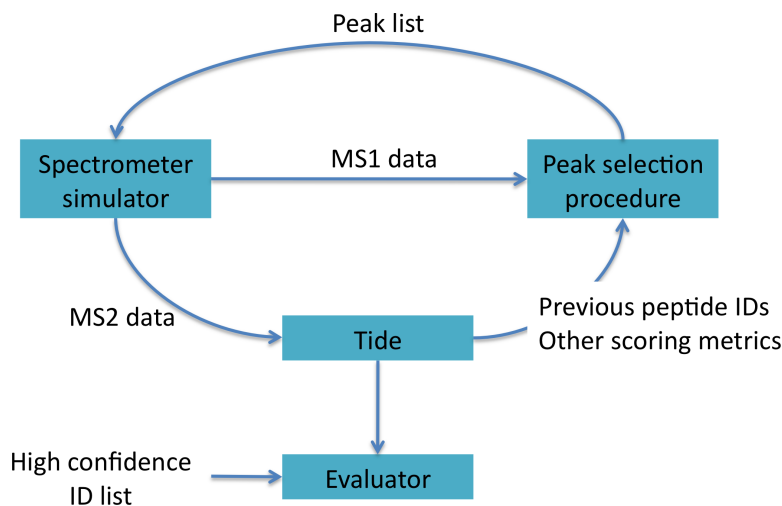 Peak list
Spectrometer
simulator
MS1 data
Peak selection
procedure
MS2 data
Tide
Previous peptide IDs
Other scoring metrics
High confidence
ID list
Evaluator